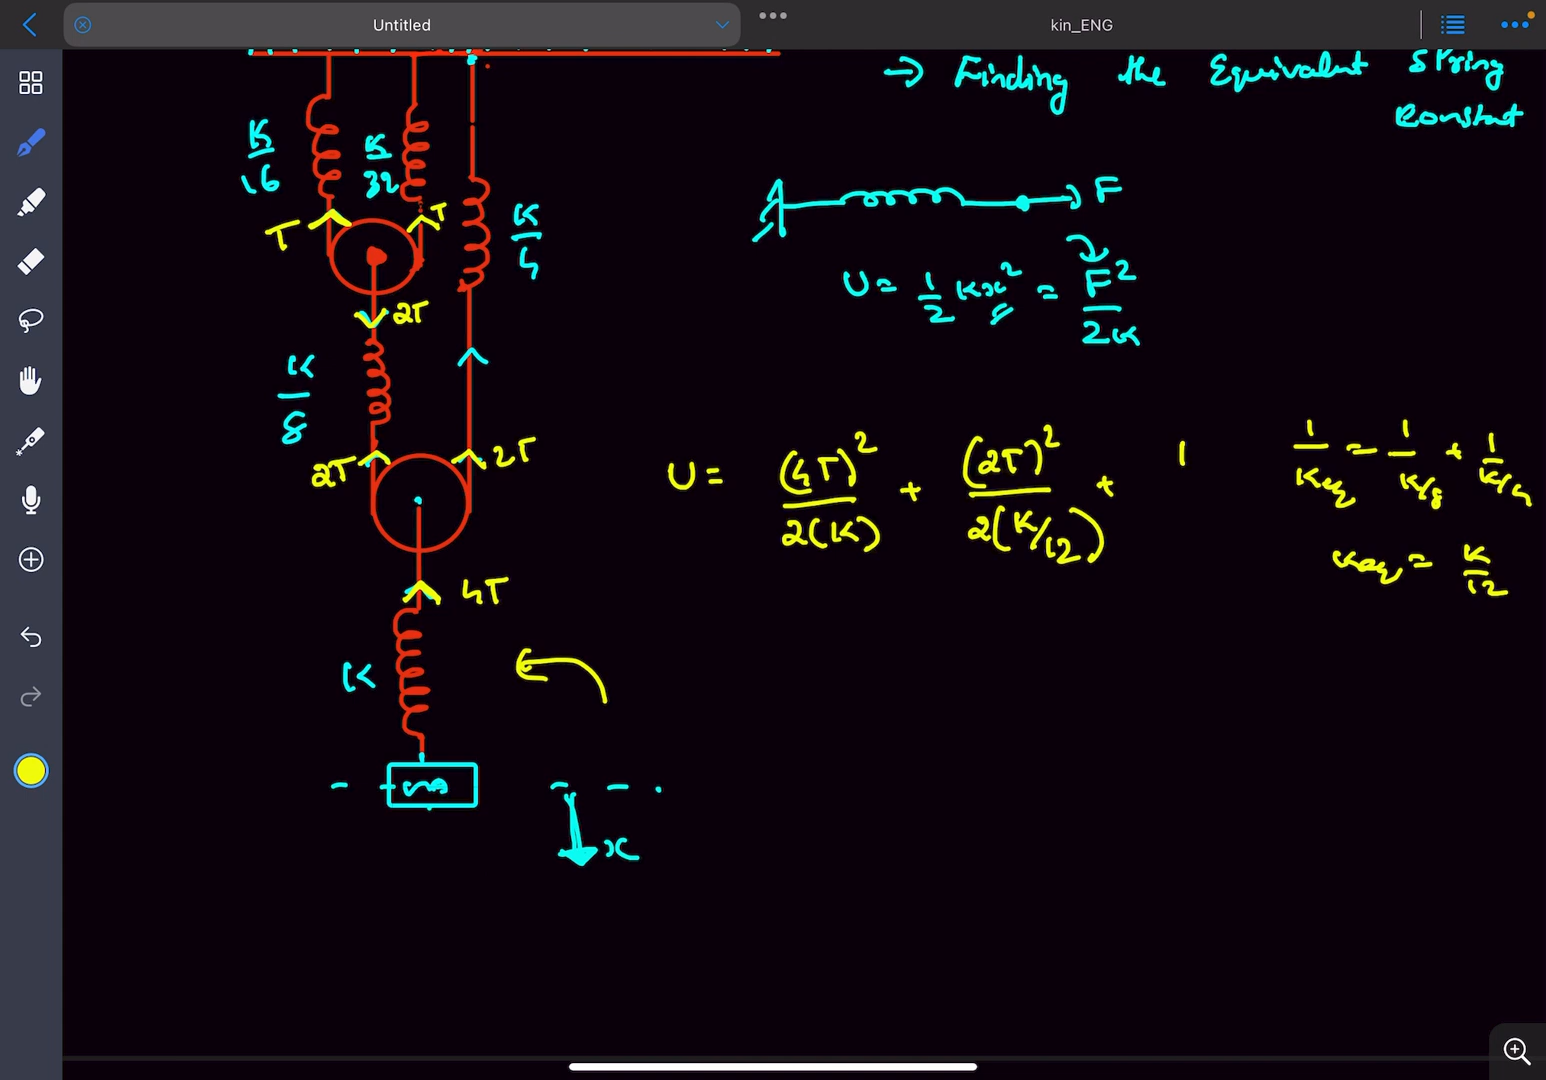 Untitled
kin_ENG
→ Finding the Equivalent Spring
Constant
K/16
K/32
K/4
T
T
F
U = 1/2 Kx² = F²/2K
2T
K/8
2T
2T
U = (4T)²/2(K) + (2T)²/2(K/12) +
1/Keq = 1/K/8 + 1/K/4
Keq = K/12
4T
K
m
x